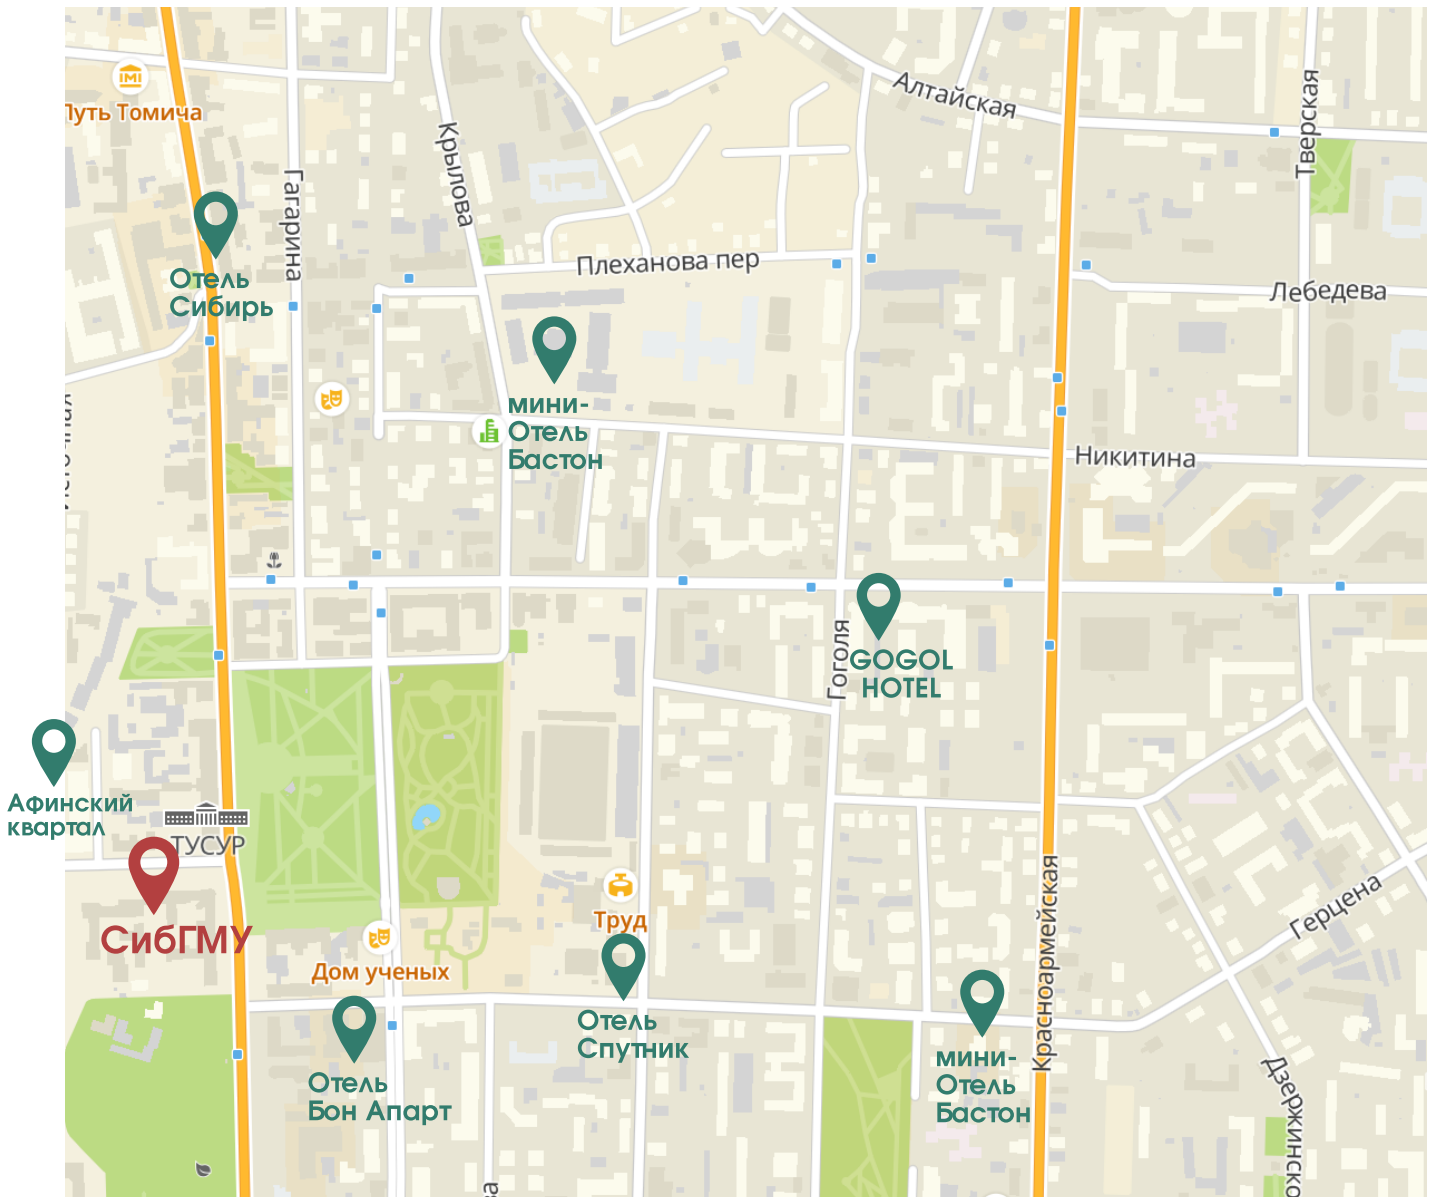 Алтайская
Тверская
Путь Томича
Крылова
Гагарина
Плеханова пер
Отель
Сибирь
Лебедева
мини-
Отель
Бастон
Никитина
Гоголя
GOGOL
HOTEL
Афинский
квартал
ТУСУР
СибГМУ
Труд
Дом ученых
Герцена
Красноармейская
Отель
Спутник
Отель
Бон Апарт
мини-
Отель
Бастон